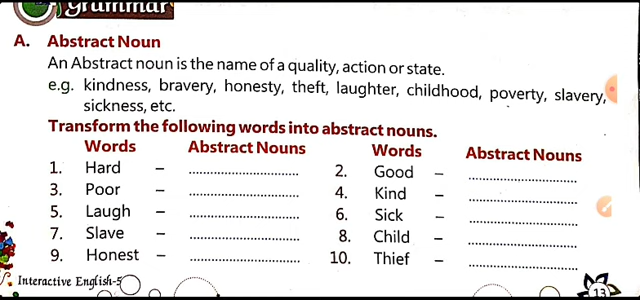 grammar
A. Abstract Noun
An Abstract noun is the name of a quality, action or state.
e.g. kindness, bravery, honesty, theft, laughter, childhood, poverty, slavery,
sickness, etc.
Transform the following words into abstract nouns.
Words Abstract Nouns Words Abstract Nouns
1. Hard – .............................. 2. Good – ..............................
3. Poor – .............................. 4. Kind – ..............................
5. Laugh – .............................. 6. Sick – ..............................
7. Slave – .............................. 8. Child – ..............................
9. Honest – .............................. 10. Thief – ..............................
Interactive English-5
13